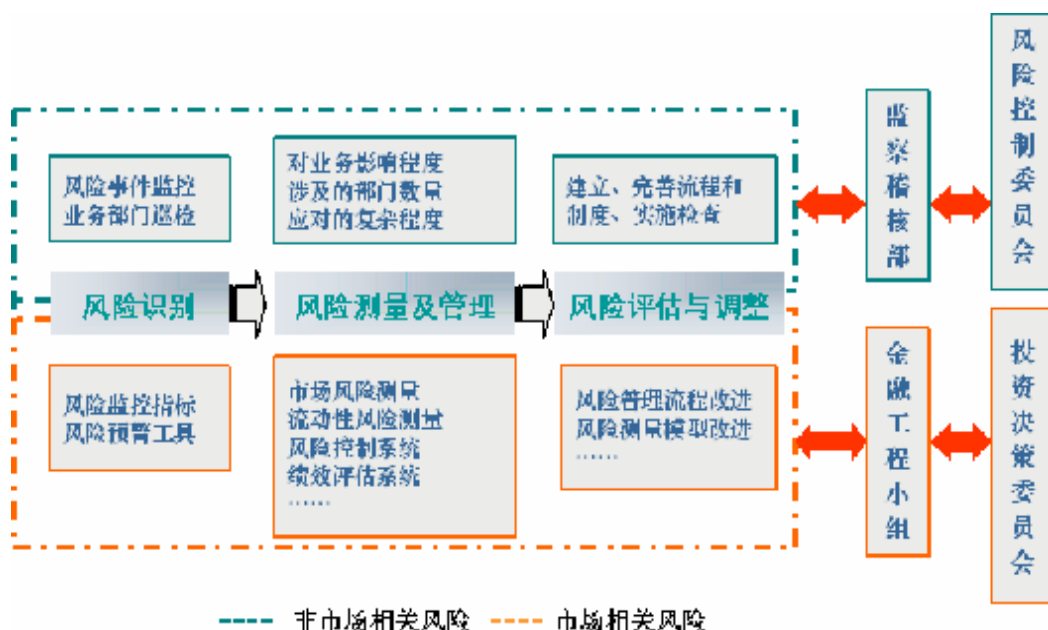 风险事件监控
业务部门巡检
对业务影响程度
涉及的部门数量
应对的复杂程度
建立、完善流程和
制度、实施检查
监察稽核部
风险控制委员会
风险识别
风险测量及管理
风险评估与调整
风险监控指标
风险预警工具
市场风险测量
流动性风险测量
风险控制系统
绩效评估系统
……
风险管理流程改进
风险测量模型改进
……
金融工程小组
投资决策委员会
非市场相关风险
市场相关风险